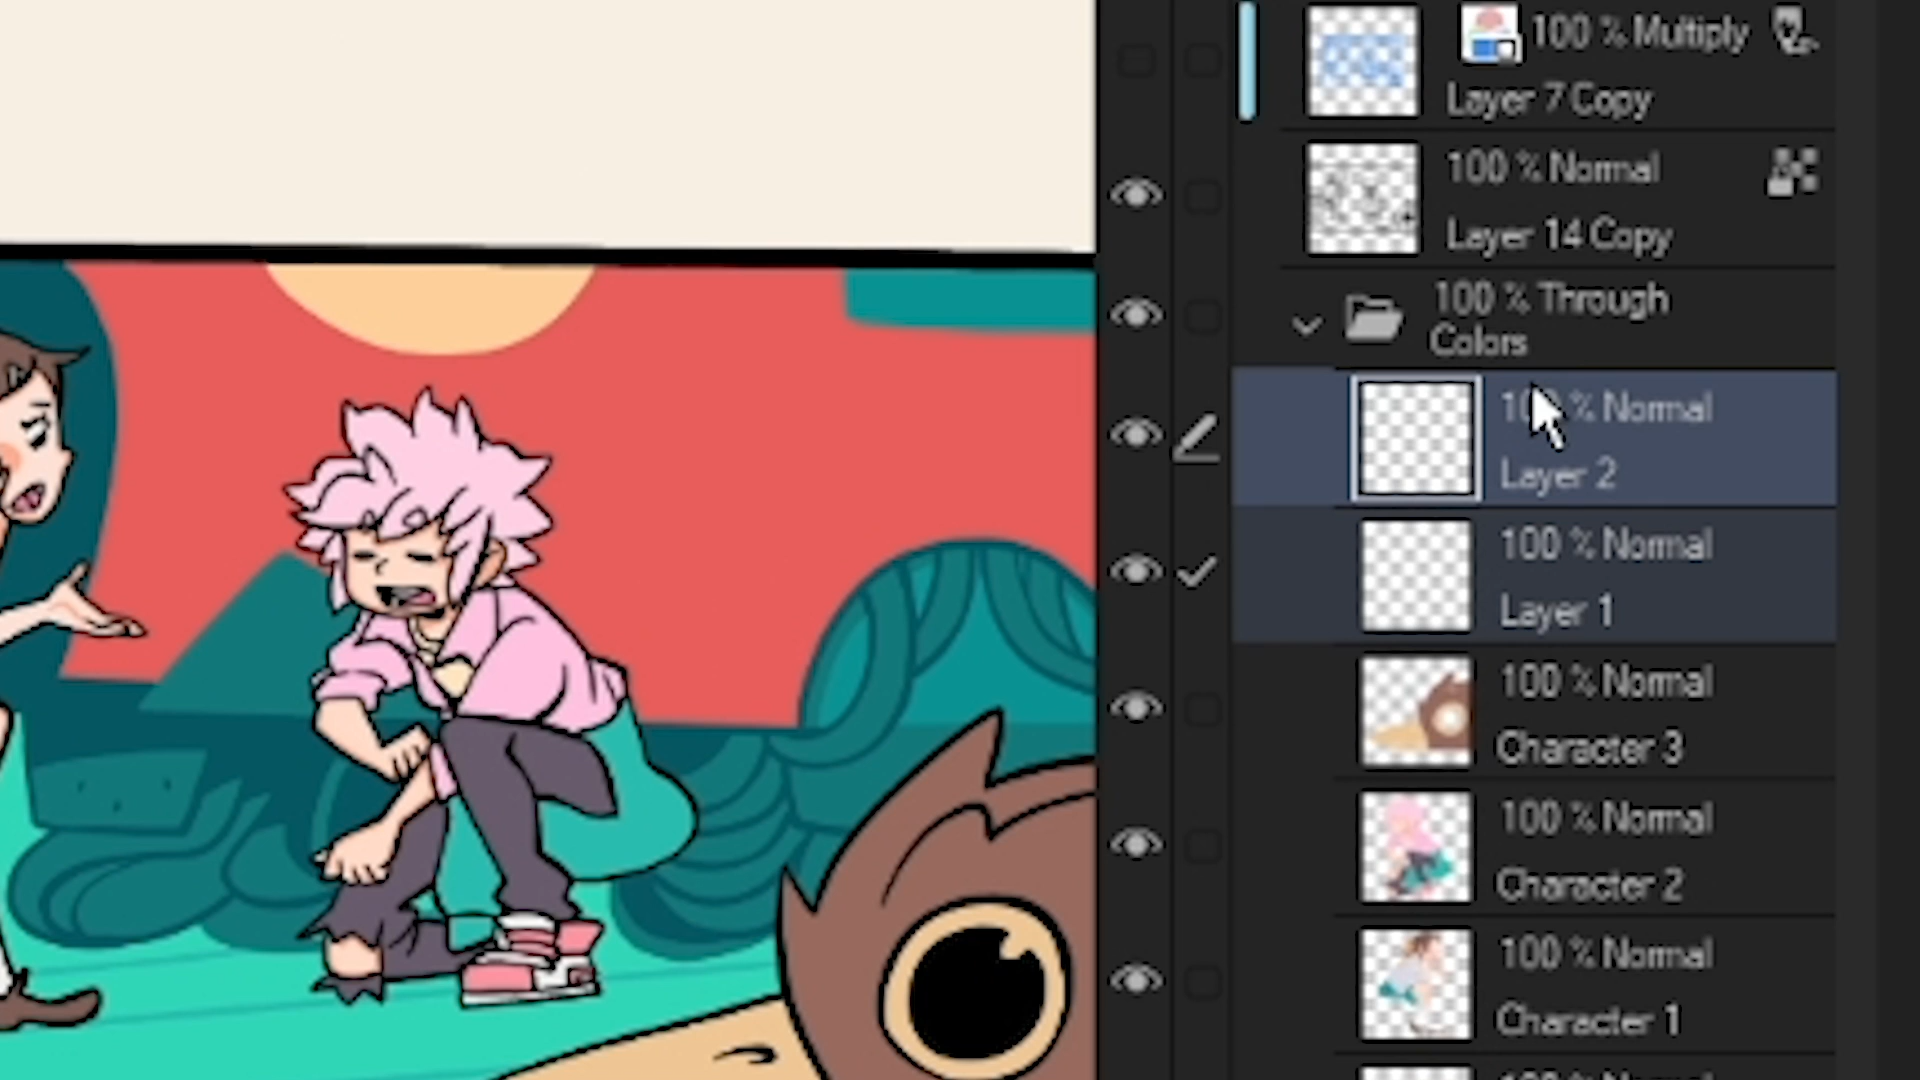 100 % Multiply
Layer 7 Copy
100 % Normal
Layer 14 Copy
100 % Through
Colors
100 % Normal
Layer 2
100 % Normal
Layer 1
100 % Normal
Character 3
100 % Normal
Character 2
100 % Normal
Character 1